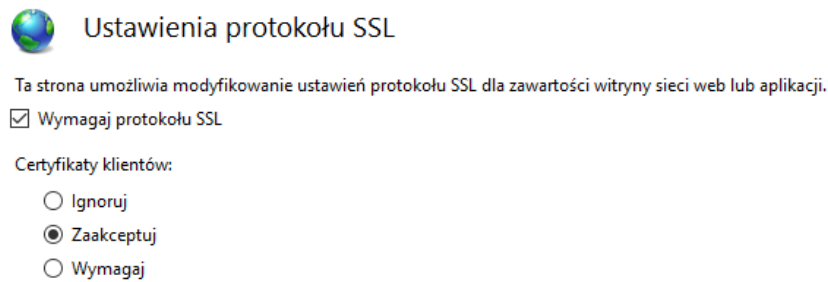 Ustawienia protokołu SSL
Ta strona umożliwia modyfikowanie ustawień protokołu SSL dla zawartości witryny sieci web lub aplikacji.
Wymagaj protokołu SSL
Certyfikaty klientów:
Ignoruj
Zaakceptuj
Wymagaj